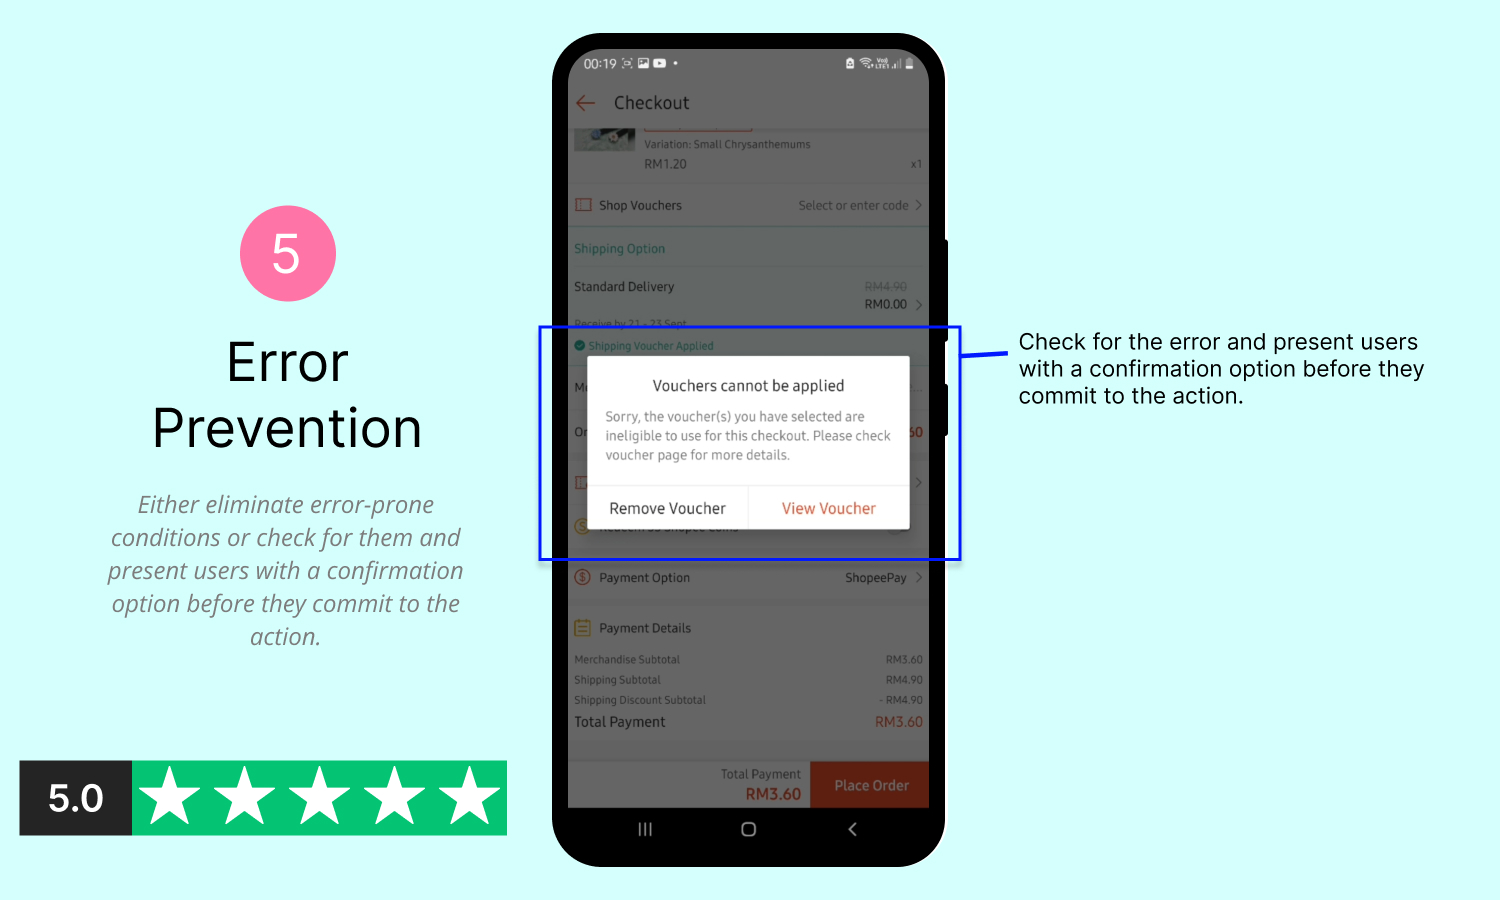 5
Error
Prevention
Either eliminate error-prone
conditions or check for them and
present users with a confirmation
option before they commit to the
action.
5.0
00:19
Checkout
Variation: Small Chrysanthemums
RM1.20 x1
Shop Vouchers Select or enter code
Shipping Option
Standard Delivery RM4.90
RM0.00
Receive by 21 - 23 Sept
Shipping Voucher Applied
Vouchers cannot be applied
Sorry, the voucher(s) you have selected are
ineligible to use for this checkout. Please check
voucher page for more details.
Remove Voucher View Voucher
Payment Option ShopeePay
Payment Details
Merchandise Subtotal RM3.60
Shipping Subtotal RM4.90
Shipping Discount Subtotal - RM4.90
Total Payment RM3.60
Total Payment
RM3.60
Place Order
Check for the error and present users
with a confirmation option before they
commit to the action.